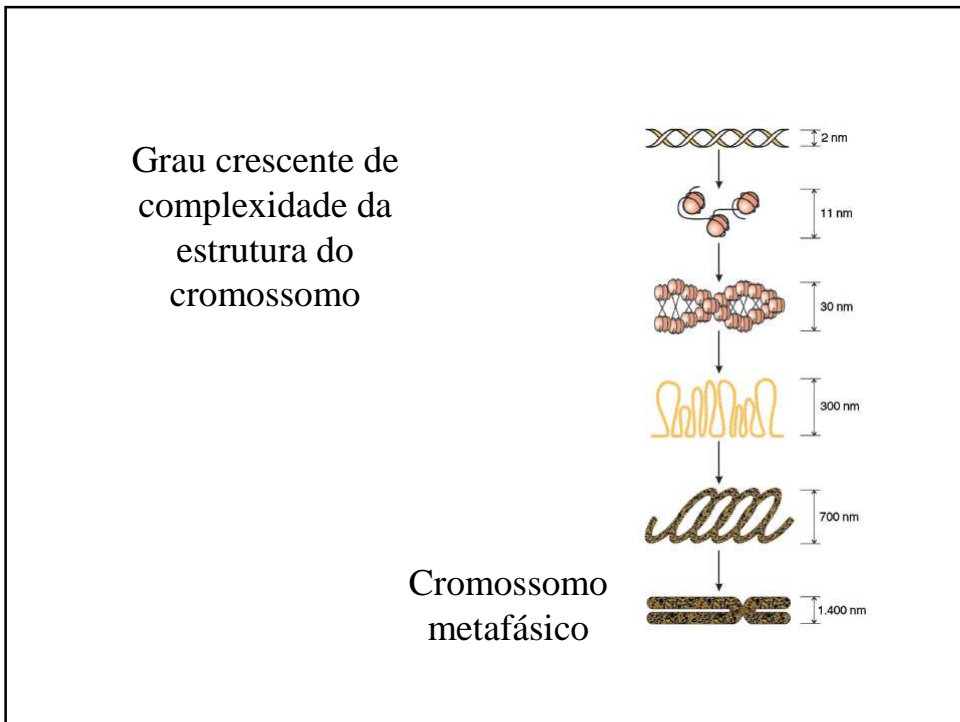 Grau crescente de
complexidade da
estrutura do
cromossomo
2 nm
11 nm
30 nm
300 nm
700 nm
Cromossomo
metafásico
1.400 nm